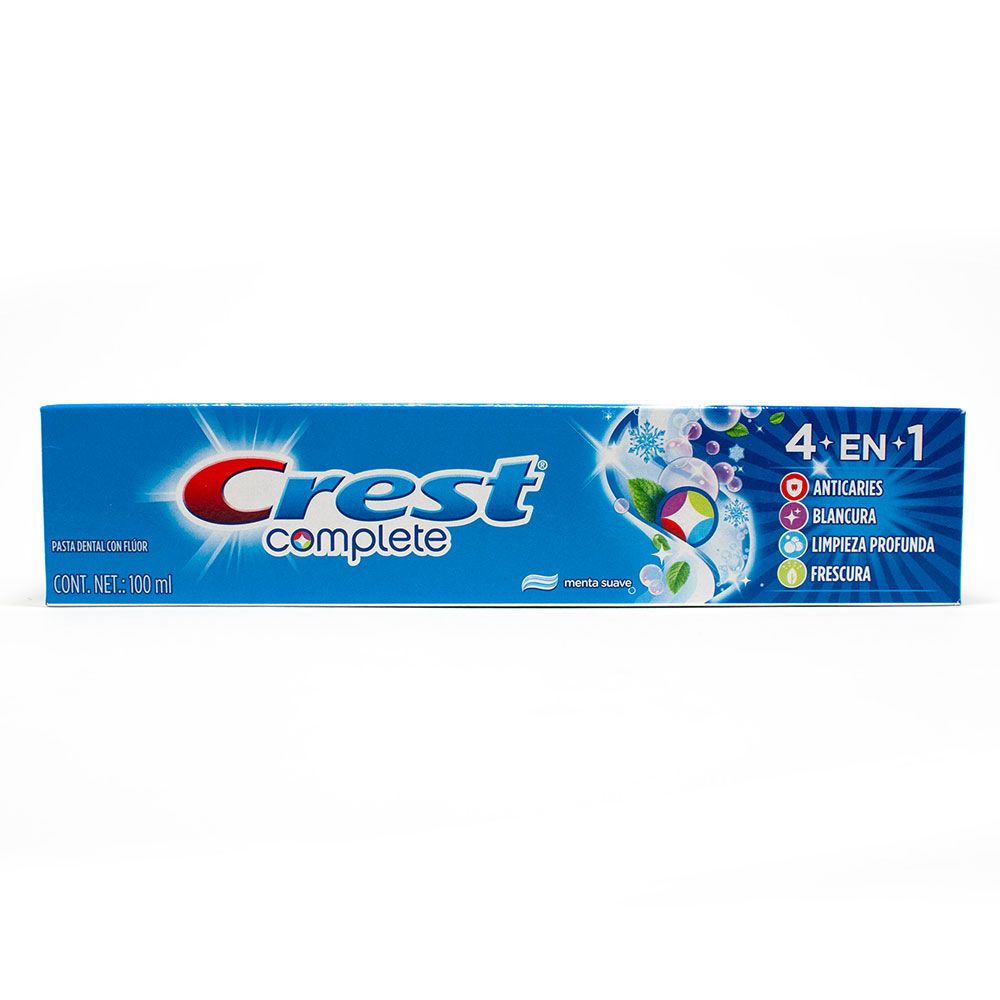 Crest®
complete
PASTA DENTAL CON FLÚOR
CONT. NET.: 100 ml
menta suave
4 EN 1
ANTICARIES
BLANCURA
LIMPIEZA PROFUNDA
FRESCURA